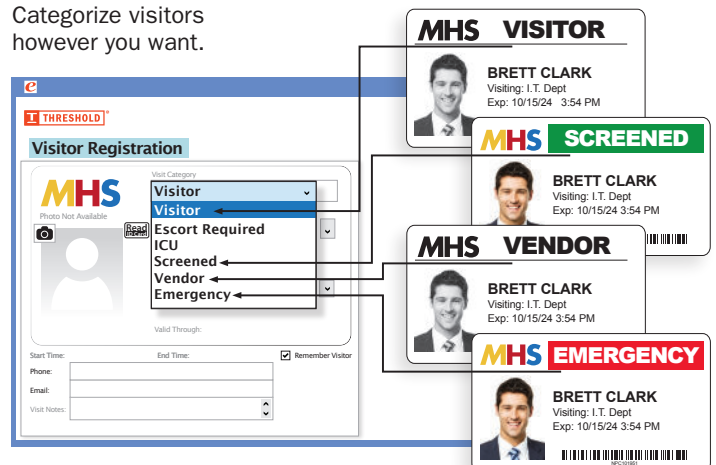 Categorize visitors
however you want.
e
T THRESHOLD®
Visitor Registration
MHS
Photo Not Available
Read
ID Card
Visit Category
Visitor
Visitor
Escort Required
ICU
Screened
Vendor
Emergency
Valid Through:
Start Time:
End Time:
Remember Visitor
Phone:
Email:
Visit Notes:
MHS VISITOR
BRETT CLARK
Visiting: I.T. Dept
Exp: 10/15/24 3:54 PM
MHS SCREENED
BRETT CLARK
Visiting: I.T. Dept
Exp: 10/15/24 3:54 PM
MHS VENDOR
BRETT CLARK
Visiting: I.T. Dept
Exp: 10/15/24 3:54 PM
MHS EMERGENCY
BRETT CLARK
Visiting: I.T. Dept
Exp: 10/15/24 3:54 PM
NPC101951